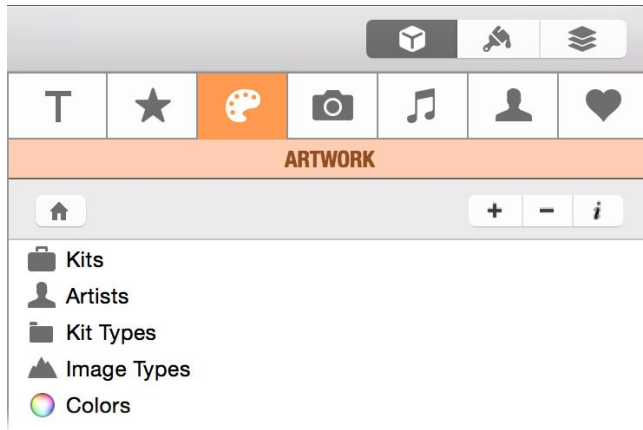 T
ARTWORK
+ - i
Kits
Artists
Kit Types
Image Types
Colors